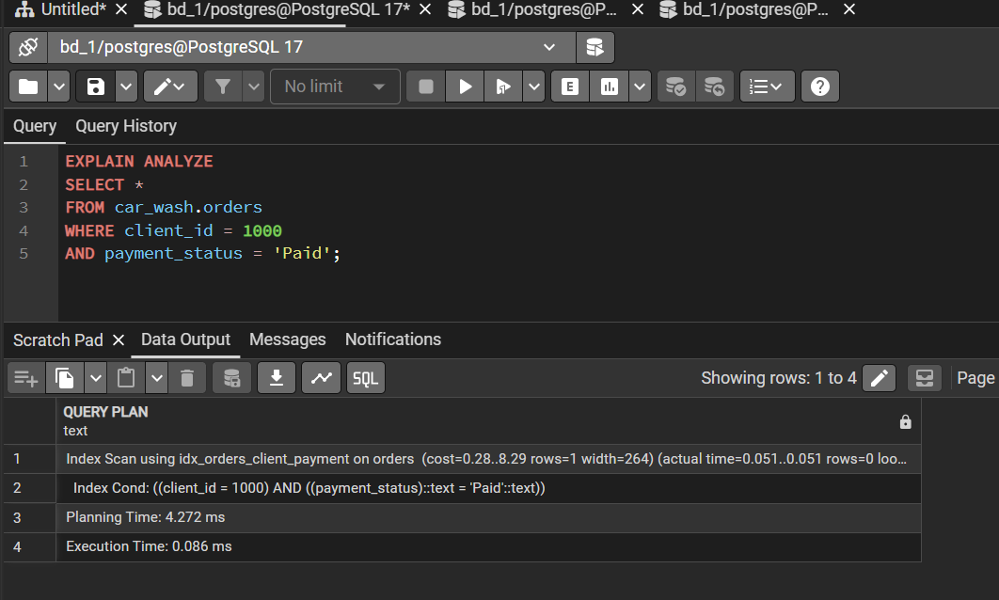 Untitled* bd_1/postgres@PostgreSQL 17* bd_1/postgres@P... bd_1/postgres@P...
bd_1/postgres@PostgreSQL 17
No limit E
Query Query History
1 EXPLAIN ANALYZE
2 SELECT *
3 FROM car_wash.orders
4 WHERE client_id = 1000
5 AND payment_status = 'Paid';
Scratch Pad Data Output Messages Notifications
SQL Showing rows: 1 to 4 Page
QUERY PLAN
text
1 Index Scan using idx_orders_client_payment on orders (cost=0.28..8.29 rows=1 width=264) (actual time=0.051..0.051 rows=0 loo...
2 Index Cond: ((client_id = 1000) AND ((payment_status)::text = 'Paid'::text))
3 Planning Time: 4.272 ms
4 Execution Time: 0.086 ms